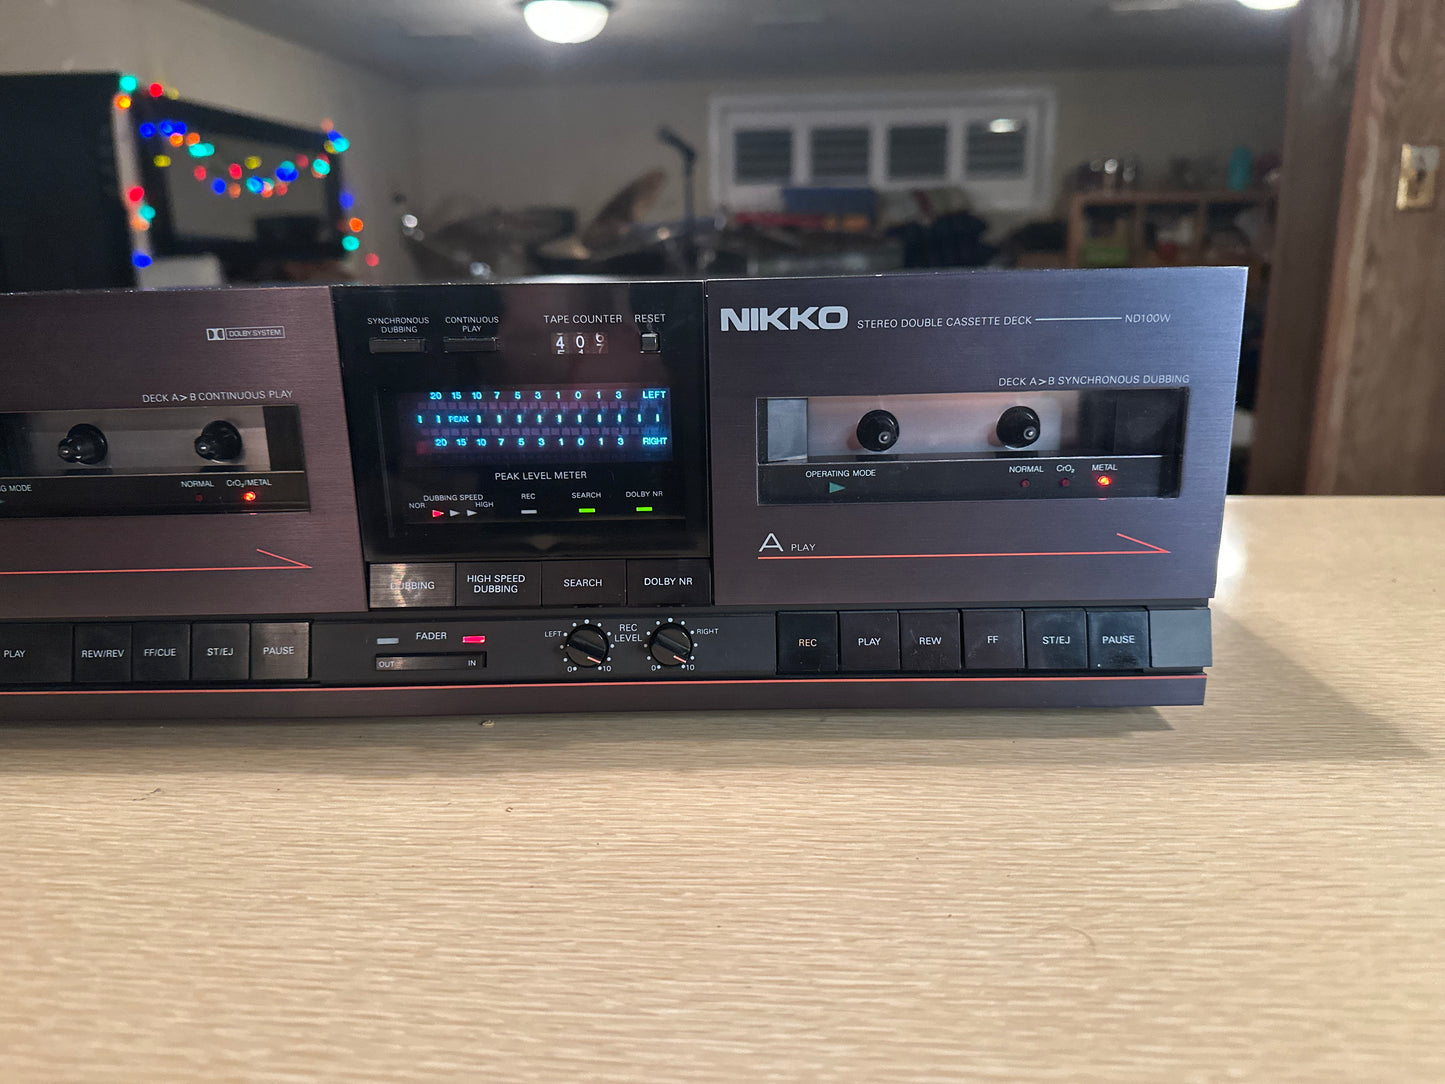 DOLBY SYSTEM
DECK A>B CONTINUOUS PLAY
G MODE
NORMAL CrO₂/METAL
SYNCHRONOUS
DUBBING
CONTINUOUS
PLAY
TAPE COUNTER
RESET
4 0 6
20 15 10 7 5 3 1 0 1 3 LEFT
PEAK
20 15 10 7 5 3 1 0 1 3 RIGHT
PEAK LEVEL METER
DUBBING SPEED
NOR HIGH
REC
SEARCH
DOLBY NR
DUBBING
HIGH SPEED
DUBBING
SEARCH
DOLBY NR
NIKKO STEREO DOUBLE CASSETTE DECK ND100W
DECK A>B SYNCHRONOUS DUBBING
OPERATING MODE
NORMAL CrO₂ METAL
A PLAY
PLAY
REW/REV
FF/CUE
ST/EJ
PAUSE
FADER
OUT IN
LEFT
REC
LEVEL
RIGHT
0 10
0 10
REC
PLAY
REW
FF
ST/EJ
PAUSE